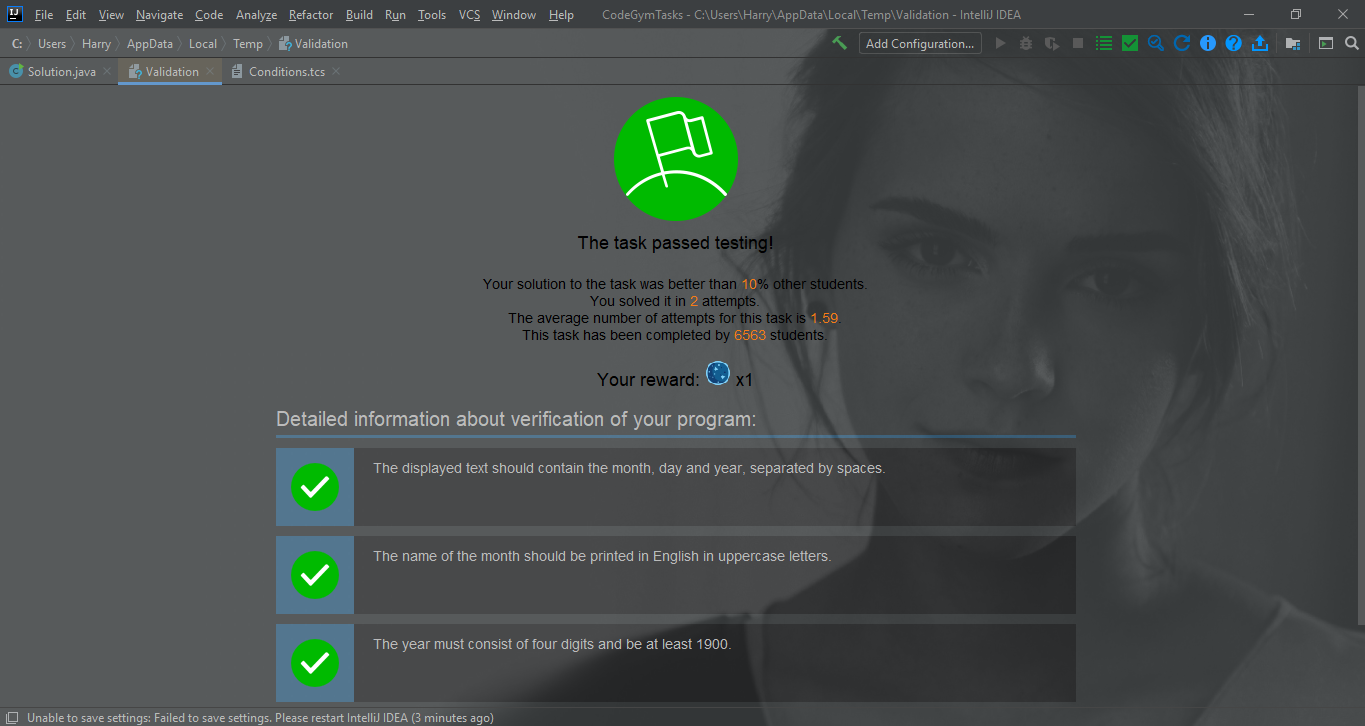 IJ File Edit View Navigate Code Analyze Refactor Build Run Tools VCS Window Help CodeGymTasks - C:\Users\Harry\AppData\Local\Temp\Validation - IntelliJ IDEA
C: Users Harry AppData Local Temp Validation Add Configuration...
Solution.java Validation Conditions.tcs
The task passed testing!
Your solution to the task was better than 10% other students.
You solved it in 2 attempts.
The average number of attempts for this task is 1.59.
This task has been completed by 6563 students.
Your reward: x1
Detailed information about verification of your program:
The displayed text should contain the month, day and year, separated by spaces.
The name of the month should be printed in English in uppercase letters.
The year must consist of four digits and be at least 1900.
Unable to save settings: Failed to save settings. Please restart IntelliJ IDEA (3 minutes ago)